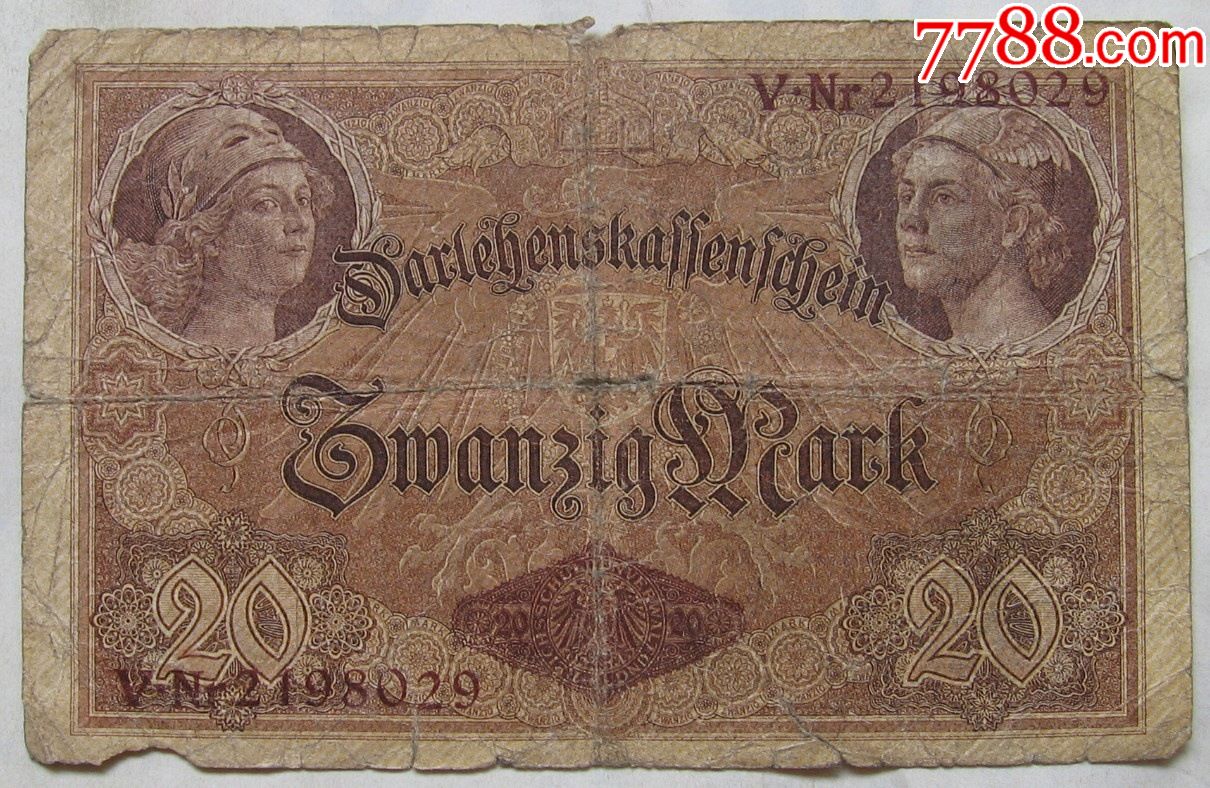 7788.com
V·Nr 2198029
Darlehenskassenschein
Zwanzig Mark
20 20
20 20
V·Nr 2198029